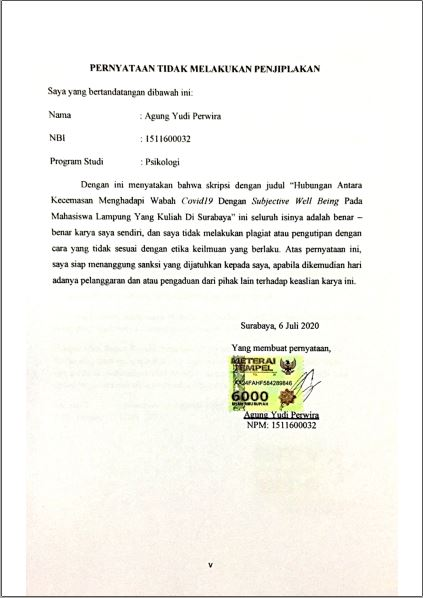 PERNYATAAN TIDAK MELAKUKAN PENJIPLAKAN
Saya yang bertandatangan dibawah ini:
Nama : Agung Yudi Perwira
NBI : 1511600032
Program Studi : Psikologi
Dengan ini menyatakan bahwa skripsi dengan judul “Hubungan Antara
Kecemasan Menghadapi Wabah Covid19 Dengan Subjective Well Being Pada
Mahasiswa Lampung Yang Kuliah Di Surabaya” ini seluruh isinya adalah benar –
benar karya saya sendiri, dan saya tidak melakukan plagiat atau pengutipan dengan
cara yang tidak sesuai dengan etika keilmuan yang berlaku. Atas pernyataan ini,
saya siap menanggung sanksi yang dijatuhkan kepada saya, apabila dikemudian hari
adanya pelanggaran dan atau pengaduan dari pihak lain terhadap keaslian karya ini.
Surabaya, 6 Juli 2020
Yang membuat pernyataan,
METERAI
TEMPEL
6000
Agung Yudi Perwira
NPM: 1511600032
v